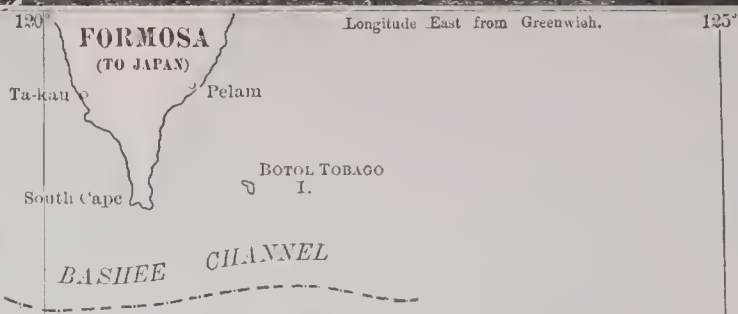 120° Longitude East from Greenwich. 125°
FORMOSA
(TO JAPAN)
Ta-kau Pelam
BOTOL TOBAGO
I.
South Cape
BASHEE CHANNEL